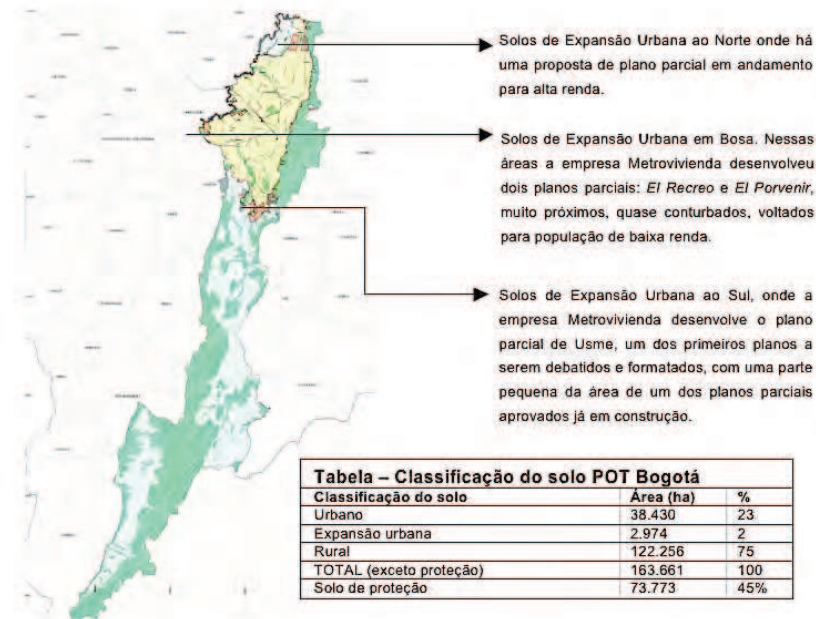 Solos de Expansão Urbana ao Norte onde há
uma proposta de plano parcial em andamento
para alta renda.
Solos de Expansão Urbana em Bosa. Nessas
áreas a empresa Metrovivienda desenvolveu
dois planos parciais: El Recreo e El Porvenir,
muito próximos, quase conturbados, voltados
para população de baixa renda.
Solos de Expansão Urbana ao Sul, onde a
empresa Metrovivienda desenvolve o plano
parcial de Usme, um dos primeiros planos a
serem debatidos e formatados, com uma parte
pequena da área de um dos planos parciais
aprovados já em construção.
Tabela – Classificação do solo POT Bogotá
Classificação do solo Área (ha) %
Urbano 38.430 23
Expansão urbana 2.974 2
Rural 122.256 75
TOTAL (exceto proteção) 163.661 100
Solo de proteção 73.773 45%